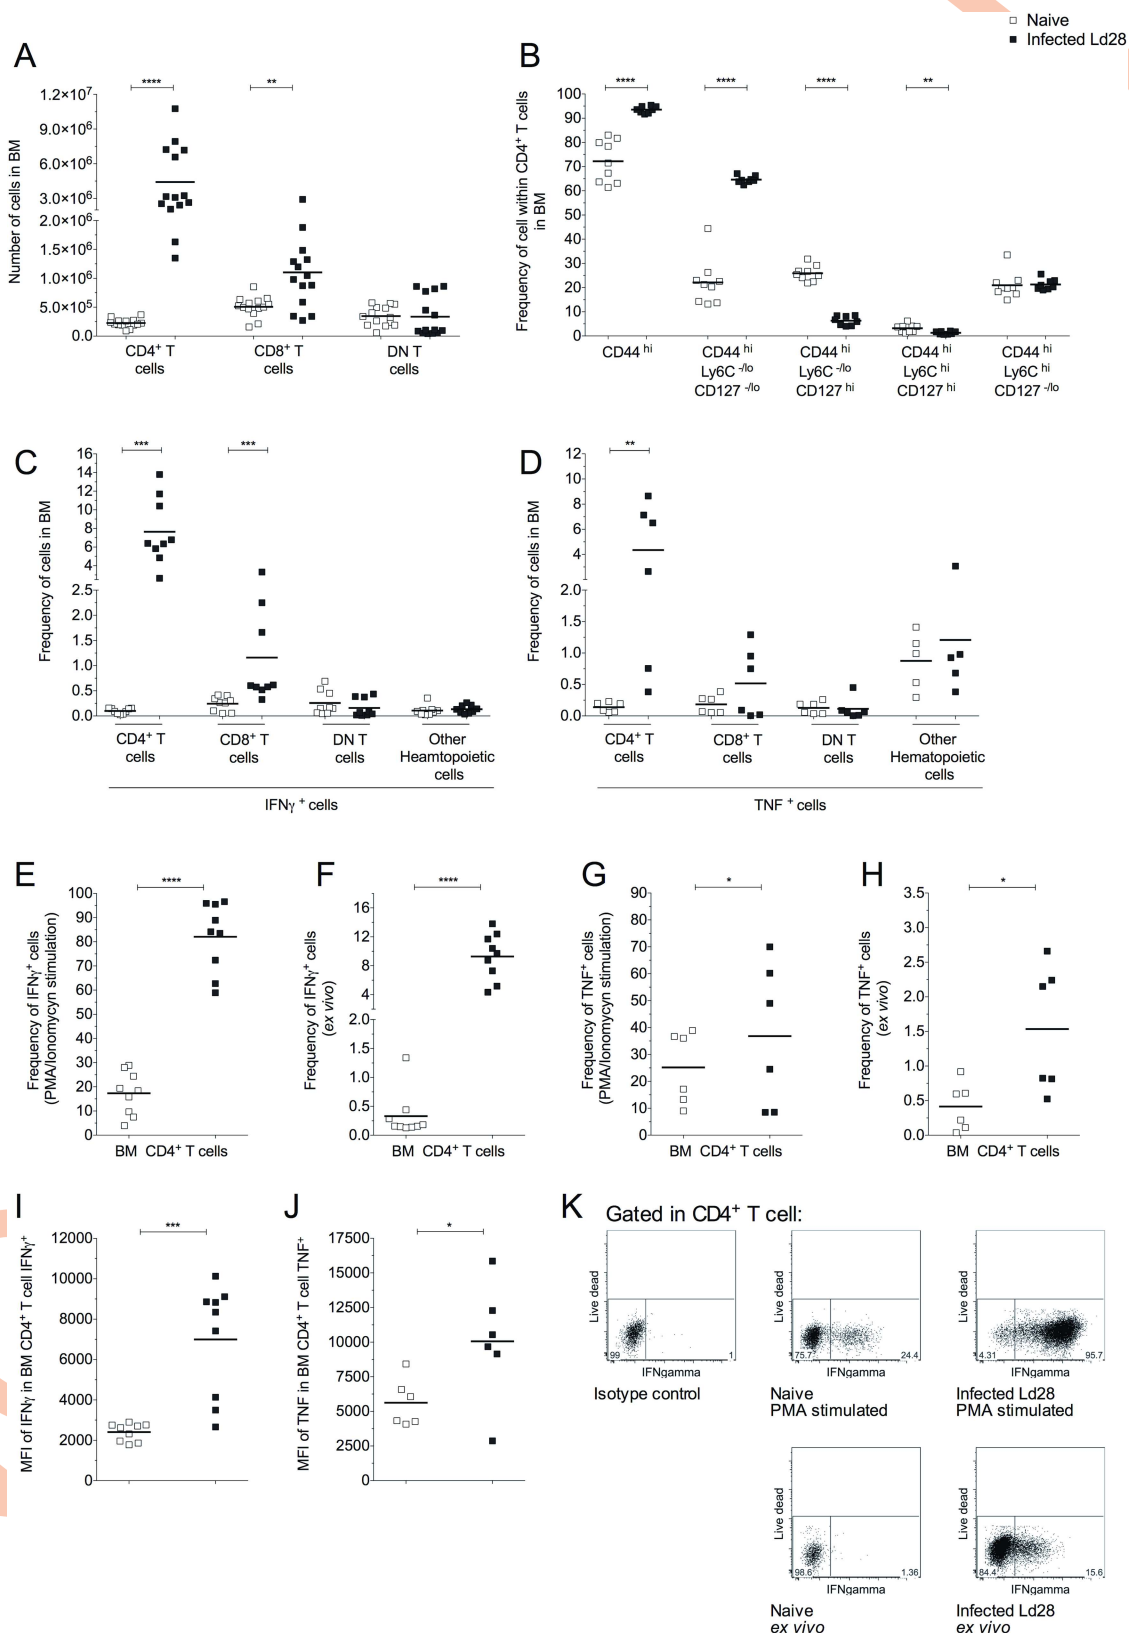 □ Naive
■ Infected Ld28
A
Number of cells in BM
****
**
1.2×10⁷
9.0×10⁶
6.0×10⁶
3.0×10⁶
2.0×10⁶
1.5×10⁶
1.0×10⁶
5.0×10⁵
0.0
CD4⁺ T cells
CD8⁺ T cells
DN T cells
B
Frequency of cell within CD4⁺ T cells
in BM
****
****
****
**
100
90
80
70
60
50
40
30
20
10
0
CD44 hi
CD44 hi
Ly6C -/lo
CD127 -/lo
CD44 hi
Ly6C -/lo
CD127 hi
CD44 hi
Ly6C hi
CD127 hi
CD44 hi
Ly6C hi
CD127 -/lo
C
Frequency of cells in BM
***
***
16
14
12
10
8
6
4
2.5
2.0
1.5
1.0
0.5
0.0
CD4⁺ T
cells
CD8⁺ T
cells
DN T
cells
Other
Heamtopoietic
cells
IFNγ ⁺ cells
D
Frequency of cells in BM
**
12
10
8
6
4
2.0
1.5
1.0
0.5
0.0
CD4⁺ T
cells
CD8⁺ T
cells
DN T
cells
Other
Hematopoietic
cells
TNF ⁺ cells
E
Frequency of IFNγ⁺ cells
(PMA/Ionomycyn stimulation)
****
100
90
80
70
60
50
40
30
20
10
0
BM CD4⁺ T cells
F
Frequency of IFNγ⁺ cells
(ex vivo)
****
16
12
8
4
2.0
1.5
1.0
0.5
0.0
BM CD4⁺ T cells
G
Frequency of TNF⁺ cells
(PMA/Ionomycyn stimulation)
*
90
80
70
60
50
40
30
20
10
0
BM CD4⁺ T cells
H
Frequency of TNF⁺ cells
(ex vivo)
*
3.5
3.0
2.5
2.0
1.5
1.0
0.5
0.0
BM CD4⁺ T cells
I
MFI of IFNγ in BM CD4⁺ T cell IFNγ⁺
***
12000
10000
8000
6000
4000
2000
0
J
MFI of TNF in BM CD4⁺ T cell TNF⁺
*
17500
15000
12500
10000
7500
5000
2500
0
K
Gated in CD4⁺ T cell:
Live dead
99
1
IFNgamma
Isotype control
Live dead
75.7
24.4
IFNgamma
Naive
PMA stimulated
Live dead
4.31
95.7
IFNgamma
Infected Ld28
PMA stimulated
Live dead
98.6
1.36
IFNgamma
Naive
ex vivo
Live dead
84.4
15.6
IFNgamma
Infected Ld28
ex vivo